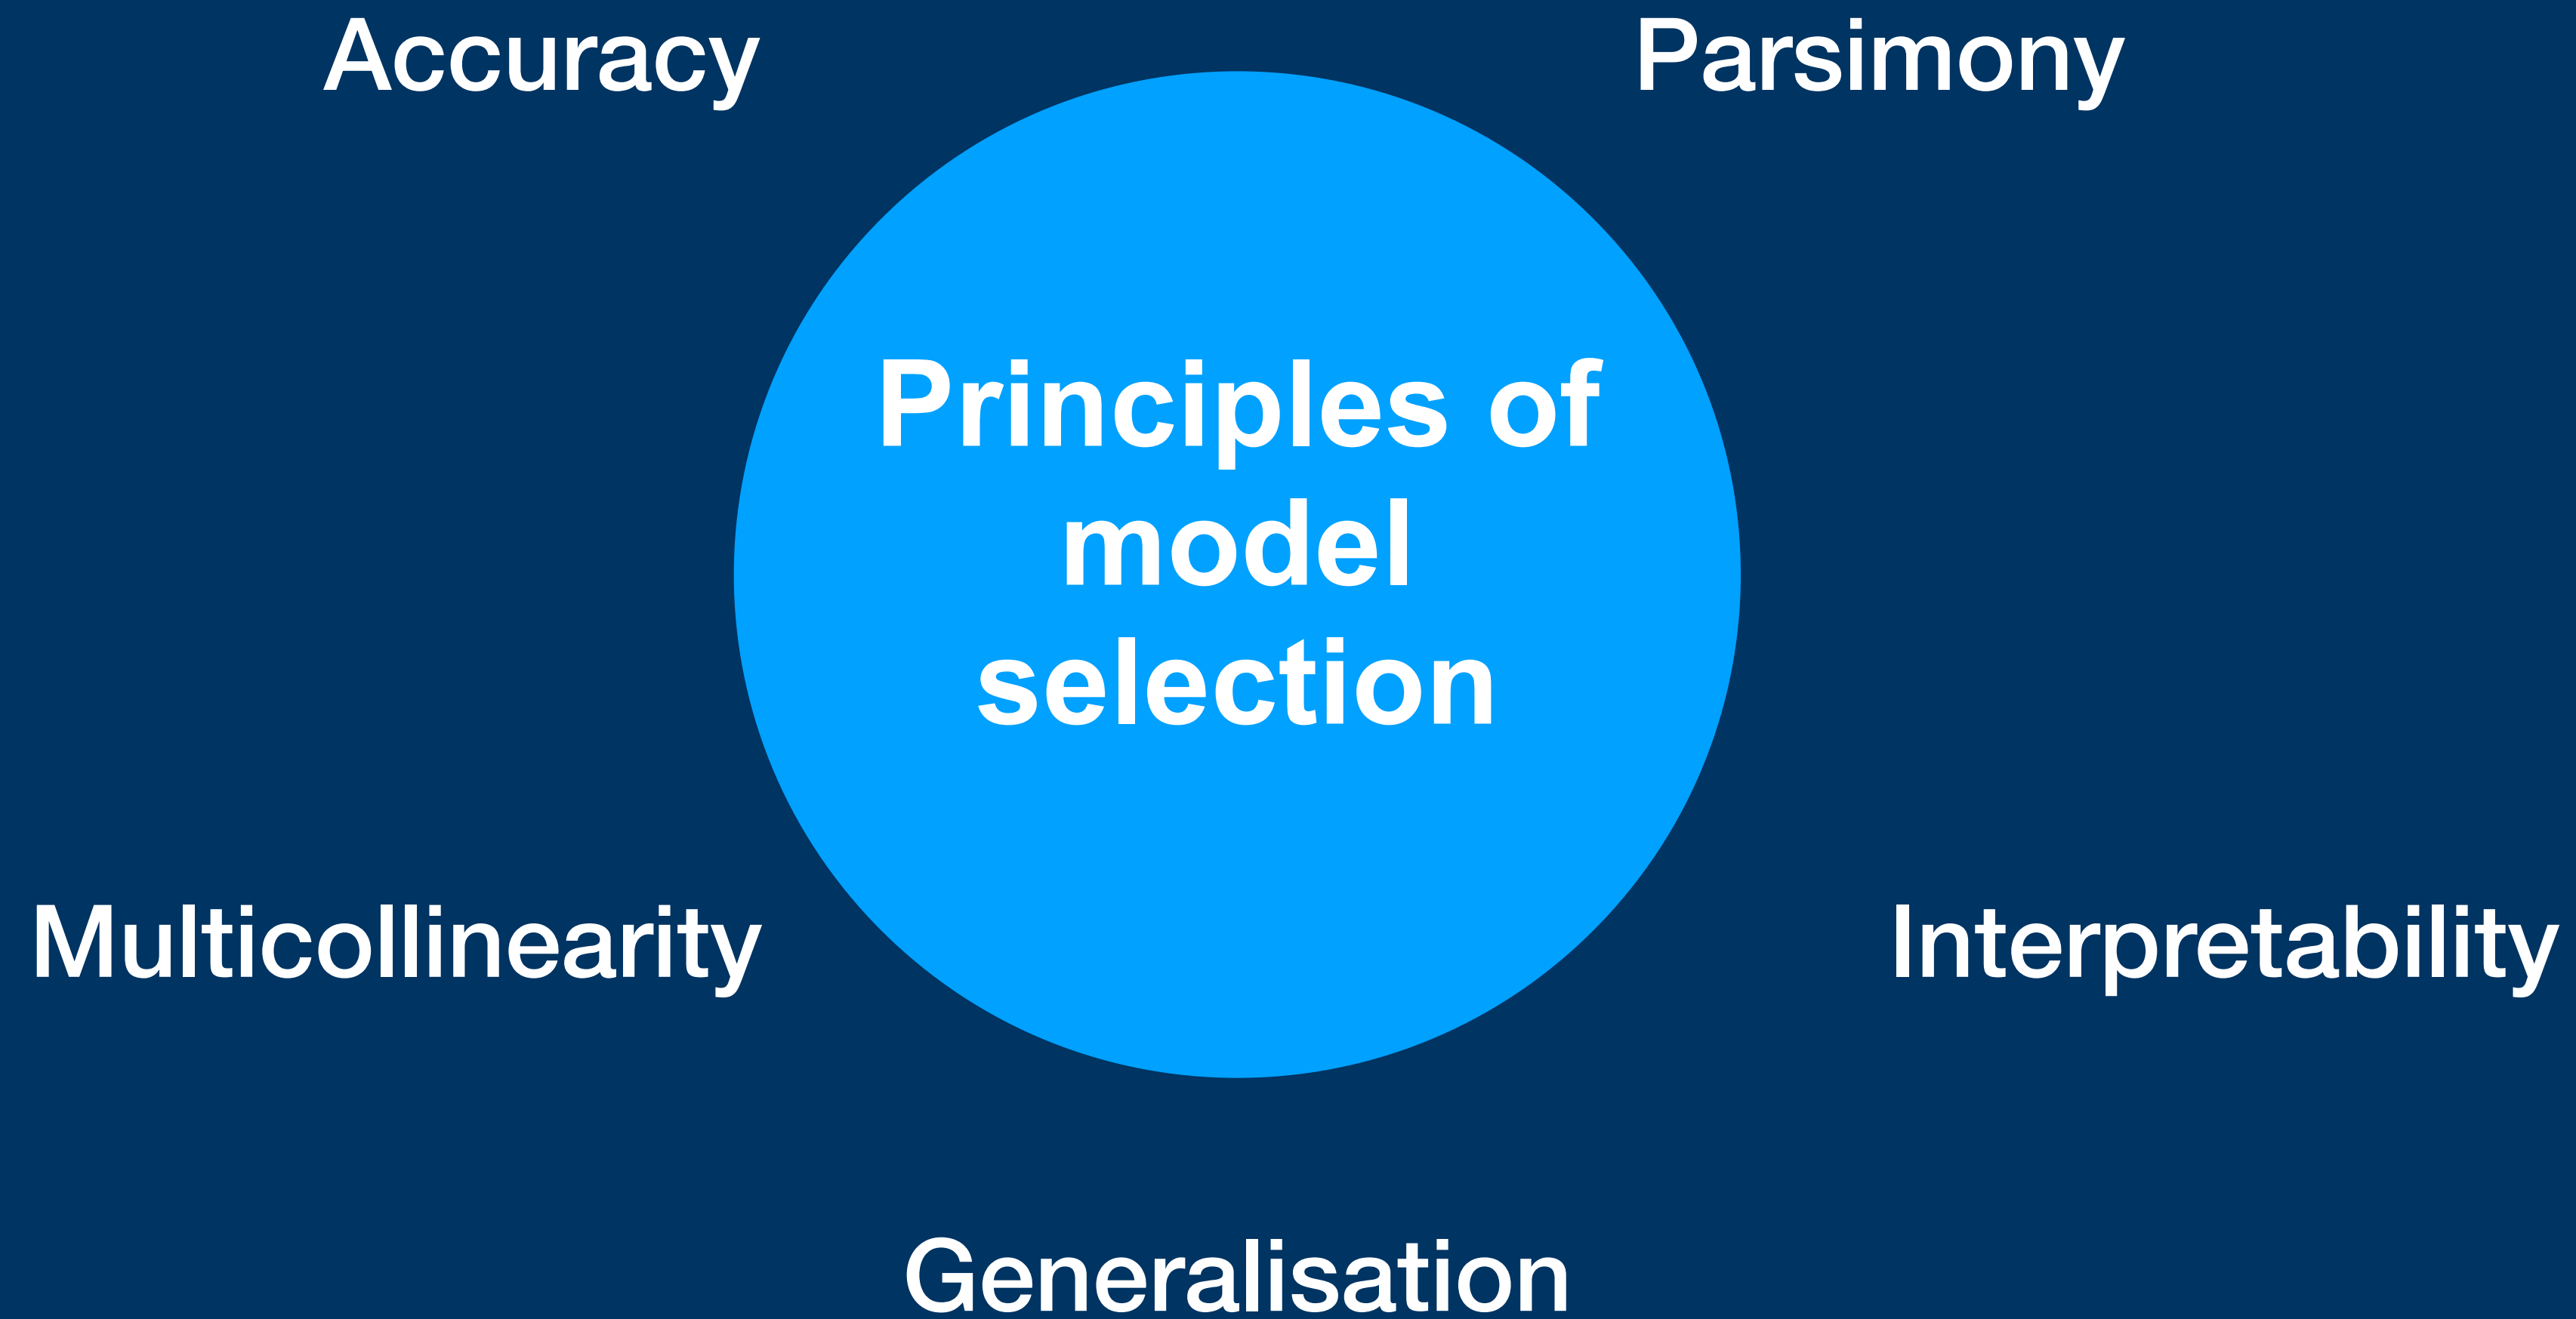 Accuracy
Parsimony
Principles of
model
selection
Multicollinearity
Interpretability
Generalisation